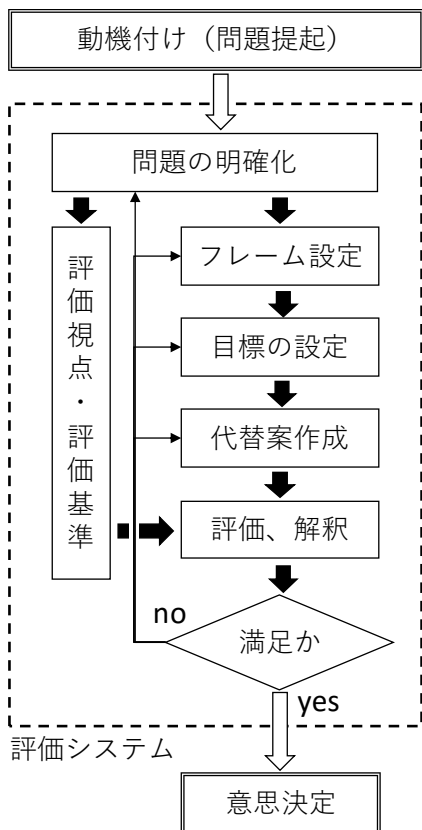 動機付け（問題提起）
問題の明確化
評価視点・評価基準
フレーム設定
目標の設定
代替案作成
評価、解釈
no
満足か
yes
評価システム
意思決定